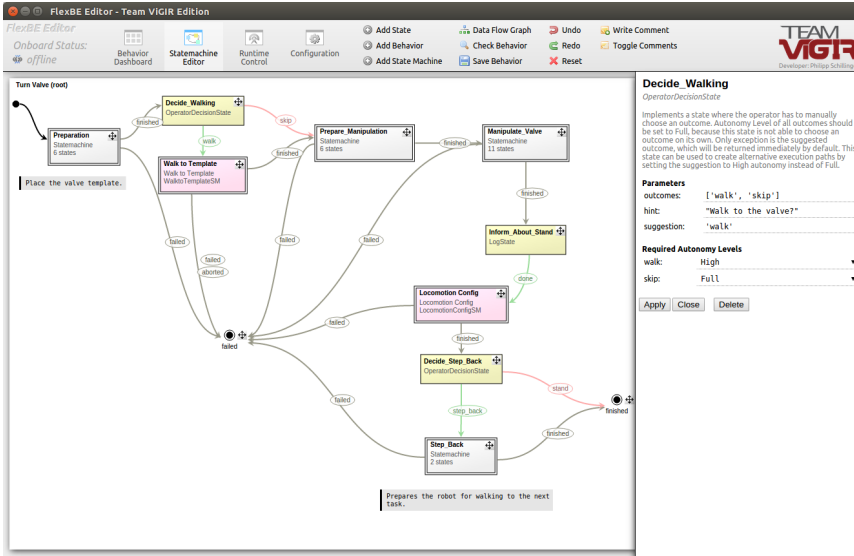 FlexBE Editor - Team ViGIR Edition
FlexBE Editor
Onboard Status:
offline
Behavior
Dashboard
Statemachine
Editor
Runtime
Control
Configuration
Add State
Add Behavior
Add State Machine
Data Flow Graph
Check Behavior
Save Behavior
Undo
Redo
Reset
Write Comment
Toggle Comments
TEAM
ViGIR
Developer: Philipp Schilling
Turn Valve (root)
Preparation
Statemachine
6 states
Place the valve template.
finished
Decide_Walking
OperatorDecisionState
skip
walk
Walk to Template
Walk to Template
WalktoTemplateSM
finished
Prepare_Manipulation
Statemachine
6 states
finished
Manipulate_Valve
Statemachine
11 states
finished
failed
failed
aborted
failed
failed
Inform_About_Stand
LogState
done
Locomotion Config
Locomotion Config
LocomotionConfigSM
failed
failed
finished
Decide_Step_Back
OperatorDecisionState
stand
step_back
failed
finished
finished
Step_Back
Statemachine
2 states
Prepares the robot for walking to the next
task.
Decide_Walking
OperatorDecisionState
Implements a state where the operator has to manually
choose an outcome. Autonomy Level of all outcomes should
be set to Full, because this state is not able to choose an
outcome on its own. Only exception is the suggested
outcome, which will be returned immediately by default. This
state can be used to create alternative execution paths by
setting the suggestion to High autonomy instead of Full.
Parameters
outcomes: ['walk', 'skip']
hint: "Walk to the valve?"
suggestion: 'walk'
Required Autonomy Levels
walk: High
skip: Full
Apply Close Delete